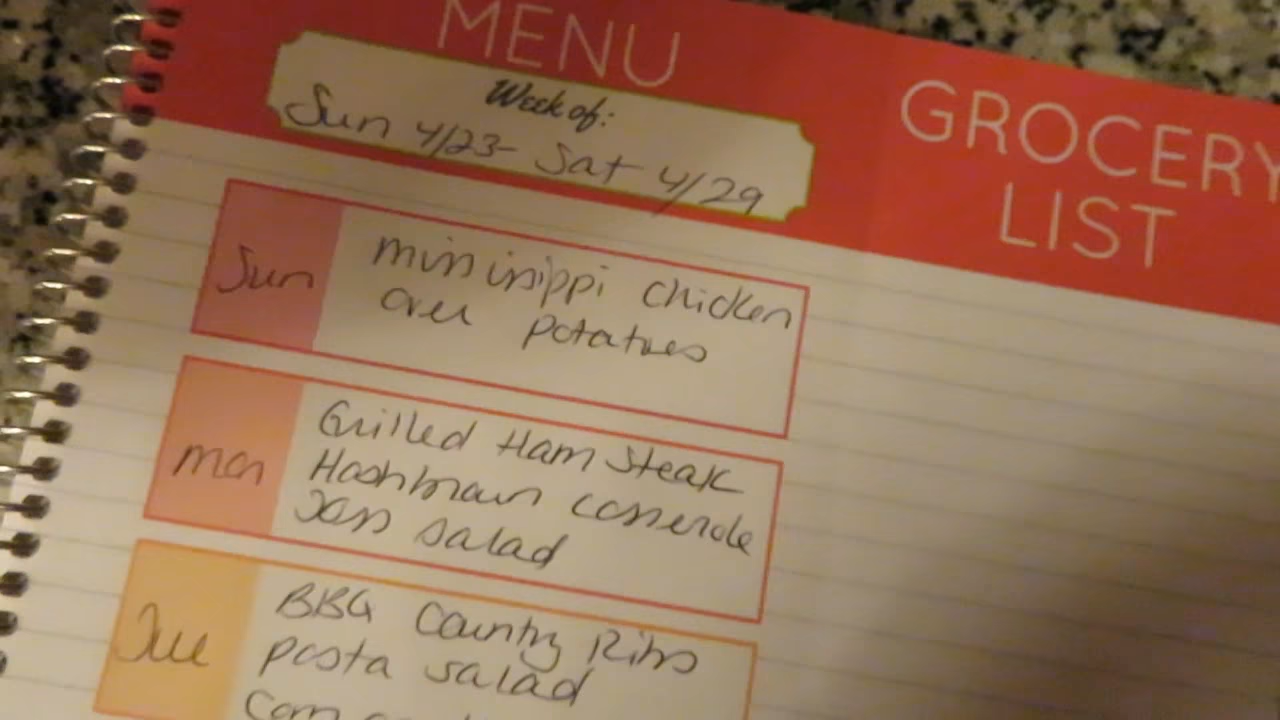 MENU
Week of:
Sun 4/23 - Sat 4/29
GROCERY
LIST
Sun
mississippi chicken
over potatoes
mon
Grilled Ham Steak
Hashbrown casserole
salad
Tue
BBQ Country Ribs
pasta salad